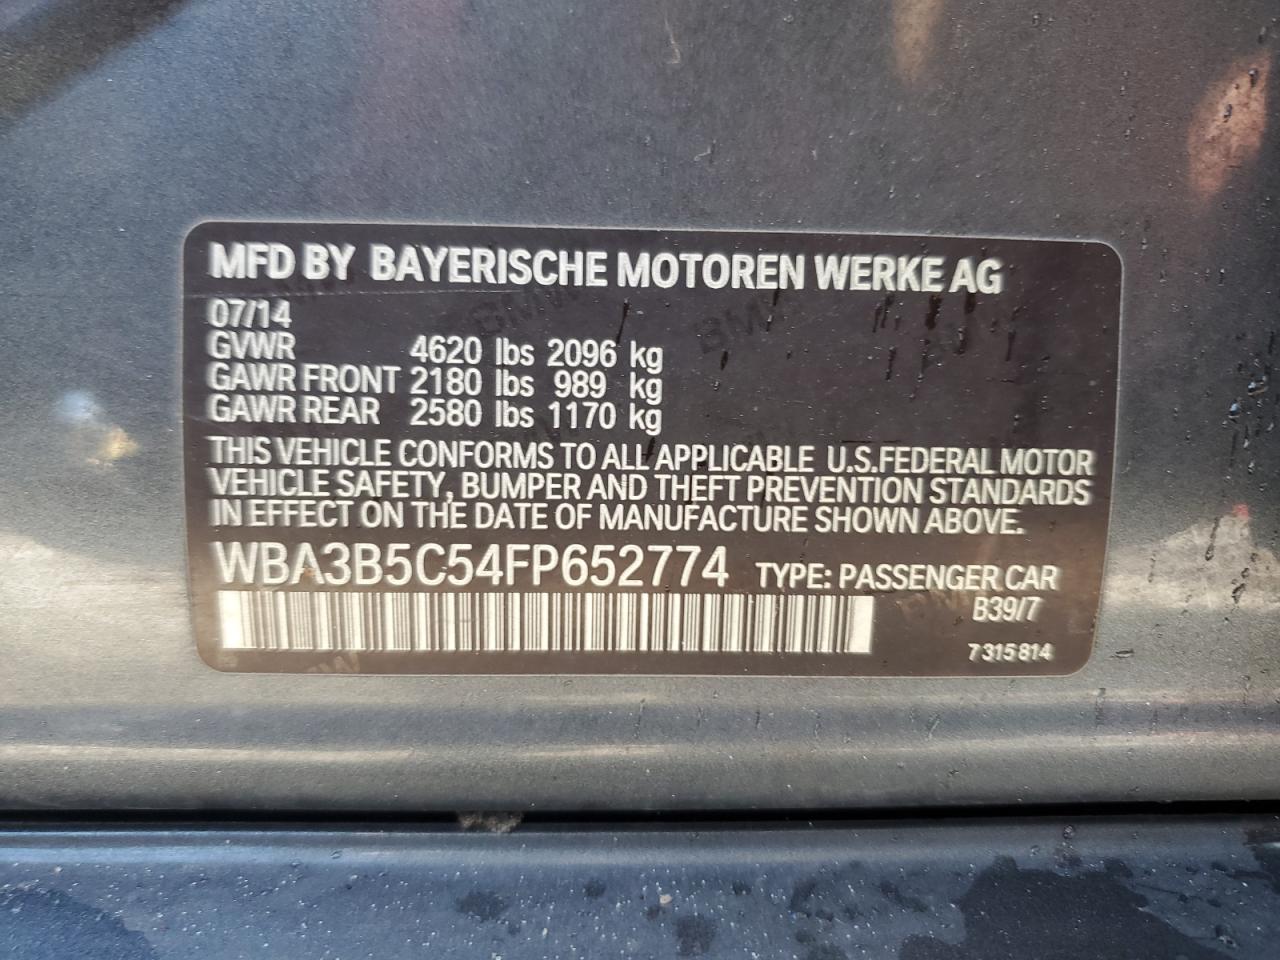 MFD BY BAYERISCHE MOTOREN WERKE AG
07/14
GVWR 4620 lbs 2096 kg
GAWR FRONT 2180 lbs 989 kg
GAWR REAR 2580 lbs 1170 kg
THIS VEHICLE CONFORMS TO ALL APPLICABLE U.S.FEDERAL MOTOR
VEHICLE SAFETY, BUMPER AND THEFT PREVENTION STANDARDS
IN EFFECT ON THE DATE OF MANUFACTURE SHOWN ABOVE.
WBA3B5C54FP652774 TYPE: PASSENGER CAR
B39/7
7 315 814